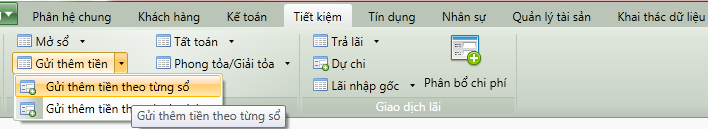 Phân hệ chung Khách hàng Kế toán Tiết kiệm Tín dụng Nhân sự Quản lý tài sản Khai thác dữ liệu
Mở sổ Tất toán Trả lãi
Gửi thêm tiền Phong tỏa/Giải tỏa Dự chi
Lãi nhập gốc Phân bổ chi phí
Gửi thêm tiền theo từng sổ
Gửi thêm tiền
Gửi thêm tiền theo từng sổ
Giao dịch lãi